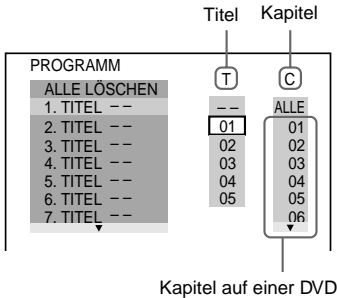 Titel Kapitel
PROGRAMM
T C
ALLE LÖSCHEN
1. TITEL – – – – ALLE
2. TITEL – – 01 01
3. TITEL – – 02 02
4. TITEL – – 03 03
5. TITEL – – 04 04
6. TITEL – – 05 05
7. TITEL – – 06
Kapitel auf einer DVD